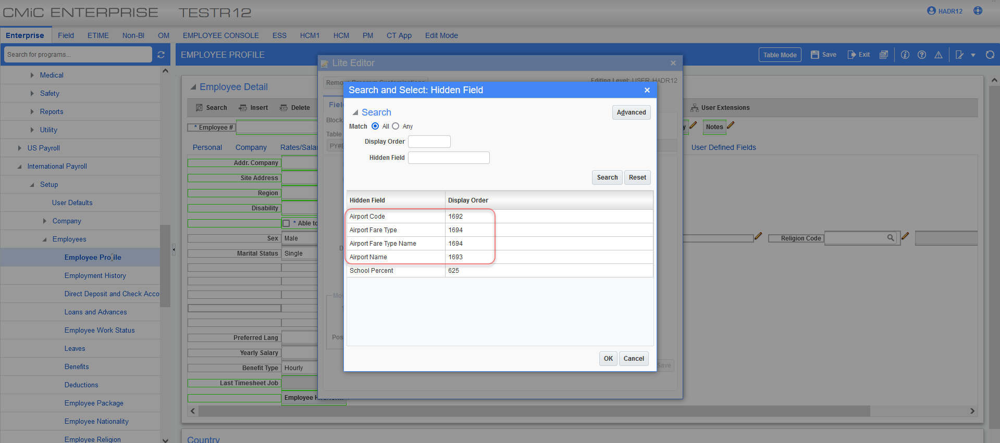 CMiC ENTERPRISE TESTR12
HADR12
Enterprise Field ETIME Non-BI OM EMPLOYEE CONSOLE ESS HCM1 HCM PM CT App Edit Mode
Search for programs...
EMPLOYEE PROFILE
Table Mode Save Exit
Medical
Safety
Reports
Utility
US Payroll
International Payroll
Setup
User Defaults
Company
Employees
Employee Profile
Employment History
Direct Deposit and Check Acco
Loans and Advances
Employee Work Status
Leaves
Benefits
Deductions
Employee Package
Employee Nationality
Employee Religion
Employee Detail
Search Insert Delete
User Extensions
* Employee #
Notes
Personal Company Rates/Salar
User Defined Fields
Addr. Company
Site Address
Region
Disability
* Able to
Sex Male
Religion Code
Marital Status Single
Preferred Lang
Yearly Salary
Benefit Type Hourly
Last Timesheet Job
Employee
Country
Lite Editor
Editing Level: USER HADR12
Block
Table
Pos
Save
Search and Select: Hidden Field
Search
Advanced
Match All Any
Display Order
Hidden Field
Search Reset
Hidden Field Display Order
Airport Code 1692
Airport Fare Type 1694
Airport Fare Type Name 1694
Airport Name 1693
School Percent 625
OK Cancel